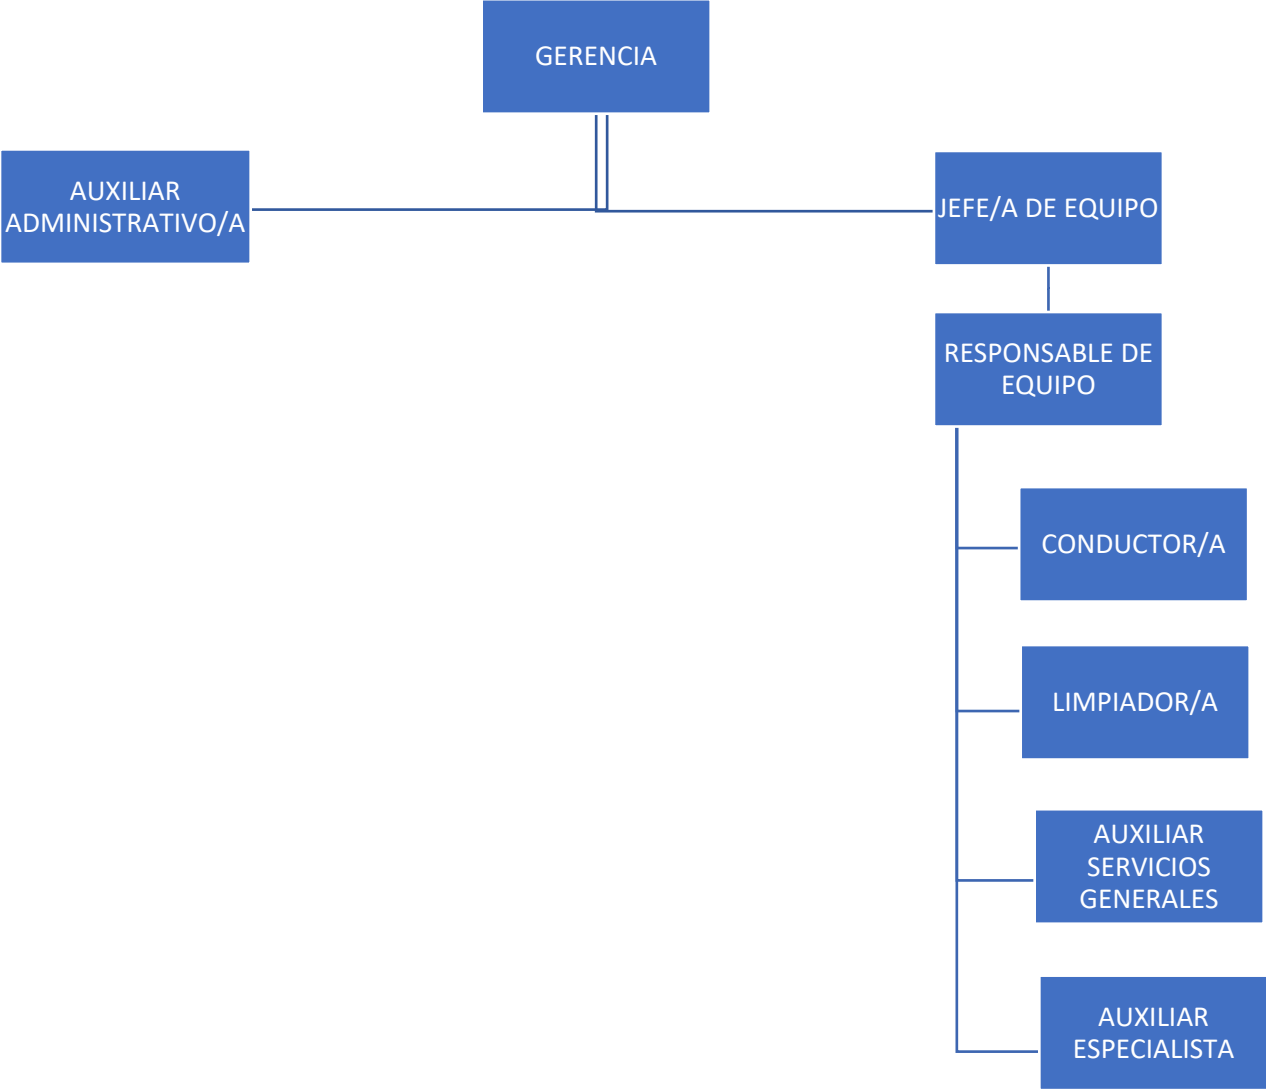 GERENCIA
AUXILIAR
ADMINISTRATIVO/A
JEFE/A DE EQUIPO
RESPONSABLE DE
EQUIPO
CONDUCTOR/A
LIMPIADOR/A
AUXILIAR
SERVICIOS
GENERALES
AUXILIAR
ESPECIALISTA